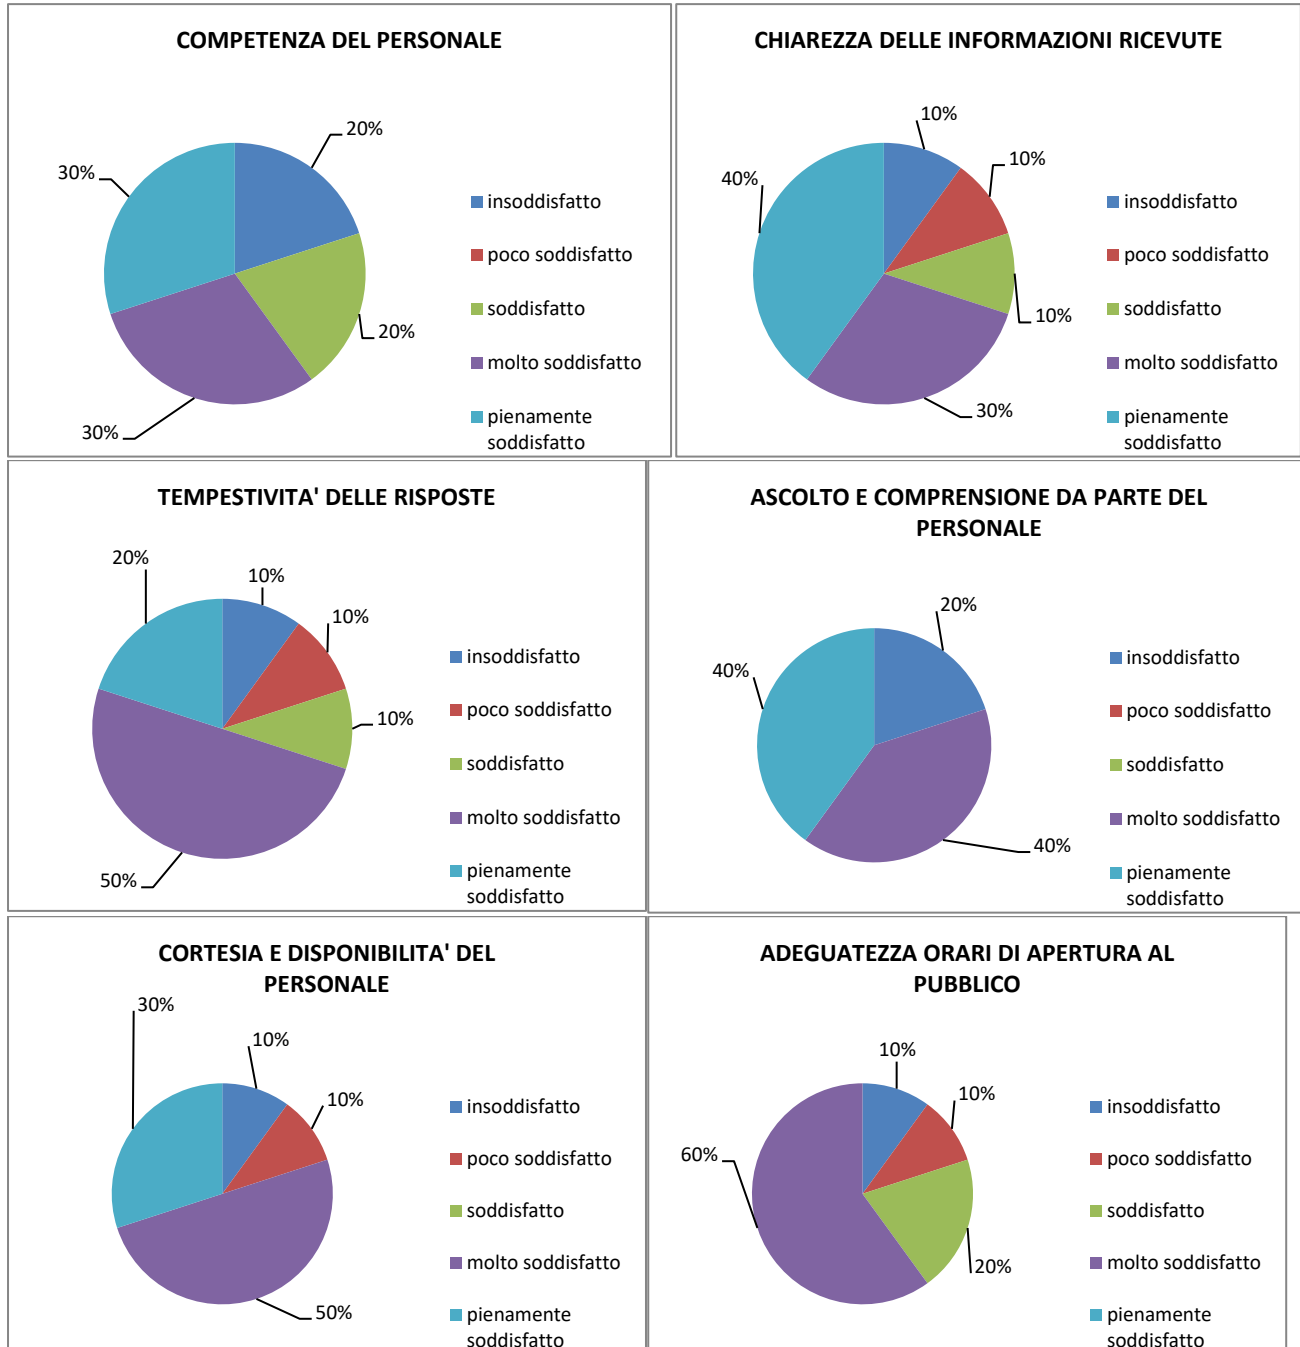 COMPETENZA DEL PERSONALE
20%
20%
30%
30%
insoddisfatto
poco soddisfatto
soddisfatto
molto soddisfatto
pienamente
soddisfatto
CHIAREZZA DELLE INFORMAZIONI RICEVUTE
10%
10%
10%
30%
40%
insoddisfatto
poco soddisfatto
soddisfatto
molto soddisfatto
pienamente
soddisfatto
TEMPESTIVITA' DELLE RISPOSTE
10%
10%
10%
50%
20%
insoddisfatto
poco soddisfatto
soddisfatto
molto soddisfatto
pienamente
soddisfatto
ASCOLTO E COMPRENSIONE DA PARTE DEL
PERSONALE
20%
40%
40%
insoddisfatto
poco soddisfatto
soddisfatto
molto soddisfatto
pienamente
soddisfatto
CORTESIA E DISPONIBILITA' DEL
PERSONALE
10%
10%
50%
30%
insoddisfatto
poco soddisfatto
soddisfatto
molto soddisfatto
pienamente
soddisfatto
ADEGUATEZZA ORARI DI APERTURA AL
PUBBLICO
10%
10%
20%
60%
insoddisfatto
poco soddisfatto
soddisfatto
molto soddisfatto
pienamente
soddisfatto